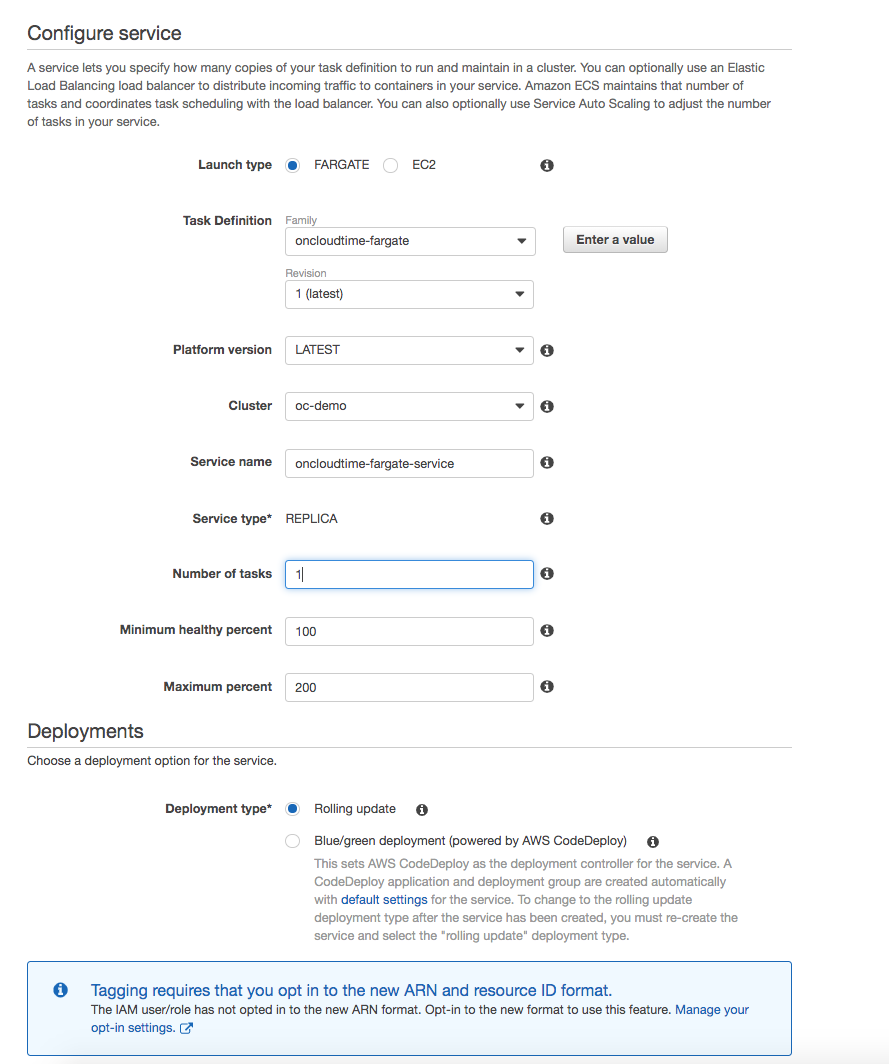 Configure service
A service lets you specify how many copies of your task definition to run and maintain in a cluster. You can optionally use an Elastic
Load Balancing load balancer to distribute incoming traffic to containers in your service. Amazon ECS maintains that number of
tasks and coordinates task scheduling with the load balancer. You can also optionally use Service Auto Scaling to adjust the number
of tasks in your service.
Launch type FARGATE EC2
Task Definition Family
oncloudtime-fargate Enter a value
Revision
1 (latest)
Platform version LATEST
Cluster oc-demo
Service name oncloudtime-fargate-service
Service type* REPLICA
Number of tasks 1
Minimum healthy percent 100
Maximum percent 200
Deployments
Choose a deployment option for the service.
Deployment type* Rolling update
Blue/green deployment (powered by AWS CodeDeploy)
This sets AWS CodeDeploy as the deployment controller for the service. A
CodeDeploy application and deployment group are created automatically
with default settings for the service. To change to the rolling update
deployment type after the service has been created, you must re-create the
service and select the "rolling update" deployment type.
Tagging requires that you opt in to the new ARN and resource ID format.
The IAM user/role has not opted in to the new ARN format. Opt-in to the new format to use this feature. Manage your
opt-in settings.